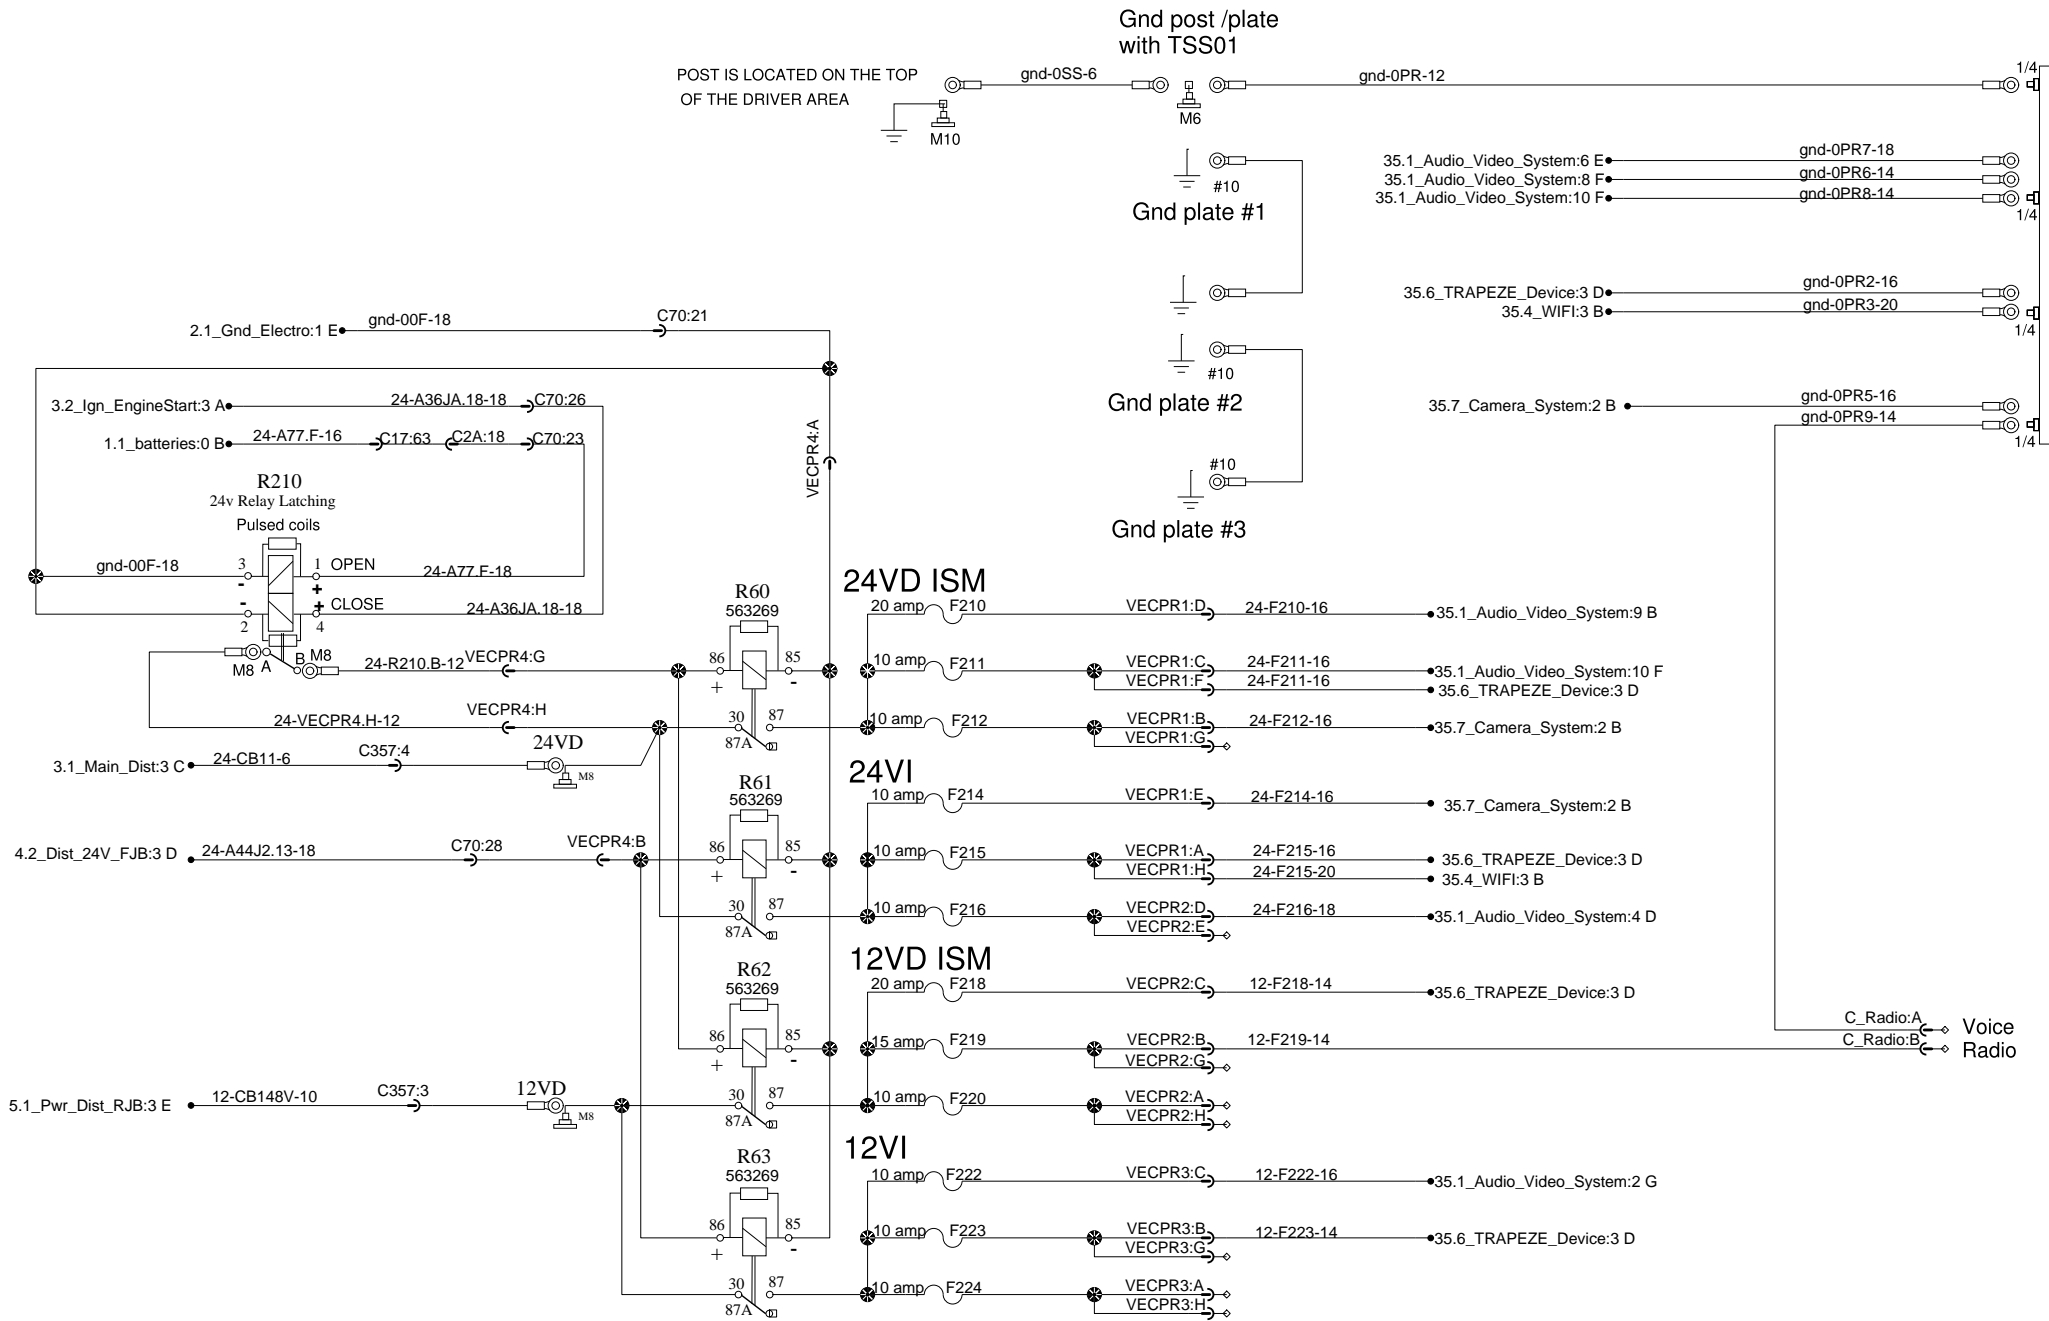 Gnd post /plate
with TSS01
POST IS LOCATED ON THE TOP
OF THE DRIVER AREA
gnd-0SS-6
gnd-0PR-12
1/4
M10
M6
35.1_Audio_Video_System:6 E
gnd-0PR7-18
35.1_Audio_Video_System:8 F
gnd-0PR6-14
35.1_Audio_Video_System:10 F
gnd-0PR8-14
1/4
#10
Gnd plate #1
35.6_TRAPEZE_Device:3 D
gnd-0PR2-16
35.4_WIFI:3 B
gnd-0PR3-20
1/4
2.1_Gnd_Electro:1 E
gnd-00F-18
C70:21
#10
Gnd plate #2
3.2_Ign_EngineStart:3 A
24-A36JA.18-18
C70:26
35.7_Camera_System:2 B
gnd-0PR5-16
gnd-0PR9-14
1/4
1.1_batteries:0 B
24-A77.F-16
C17:63
C2A:18
C70:23
VECPR4:A
#10
Gnd plate #3
R210
24v Relay Latching
Pulsed coils
gnd-00F-18
3
-
1
OPEN
+
24-A77.F-18
-
2
+
CLOSE
4
24-A36JA.18-18
M8
A
B
M8
24-R210.B-12
VECPR4:G
24-VECPR4.H-12
VECPR4:H
3.1_Main_Dist:3 C
24-CB11-6
C357:4
24VD
M8
R60
563269
86
85
+
-
30
87
87A
24VD ISM
20 amp
F210
VECPR1:D
24-F210-16
35.1_Audio_Video_System:9 B
10 amp
F211
VECPR1:C
24-F211-16
35.1_Audio_Video_System:10 F
VECPR1:F
24-F211-16
35.6_TRAPEZE_Device:3 D
10 amp
F212
VECPR1:B
24-F212-16
35.7_Camera_System:2 B
VECPR1:G
4.2_Dist_24V_FJB:3 D
24-A44J2.13-18
C70:28
VECPR4:B
R61
563269
86
85
+
-
30
87
87A
24VI
10 amp
F214
VECPR1:E
24-F214-16
35.7_Camera_System:2 B
10 amp
F215
VECPR1:A
24-F215-16
35.6_TRAPEZE_Device:3 D
VECPR1:H
24-F215-20
35.4_WIFI:3 B
10 amp
F216
VECPR2:D
24-F216-18
35.1_Audio_Video_System:4 D
VECPR2:E
5.1_Pwr_Dist_RJB:3 E
12-CB148V-10
C357:3
12VD
M8
R62
563269
86
85
+
-
30
87
87A
12VD ISM
20 amp
F218
VECPR2:C
12-F218-14
35.6_TRAPEZE_Device:3 D
15 amp
F219
VECPR2:B
12-F219-14
VECPR2:G
C_Radio:A
C_Radio:B
Voice
Radio
10 amp
F220
VECPR2:A
VECPR2:H
R63
563269
86
85
+
-
30
87
87A
12VI
10 amp
F222
VECPR3:C
12-F222-16
35.1_Audio_Video_System:2 G
10 amp
F223
VECPR3:B
12-F223-14
35.6_TRAPEZE_Device:3 D
VECPR3:G
10 amp
F224
VECPR3:A
VECPR3:H